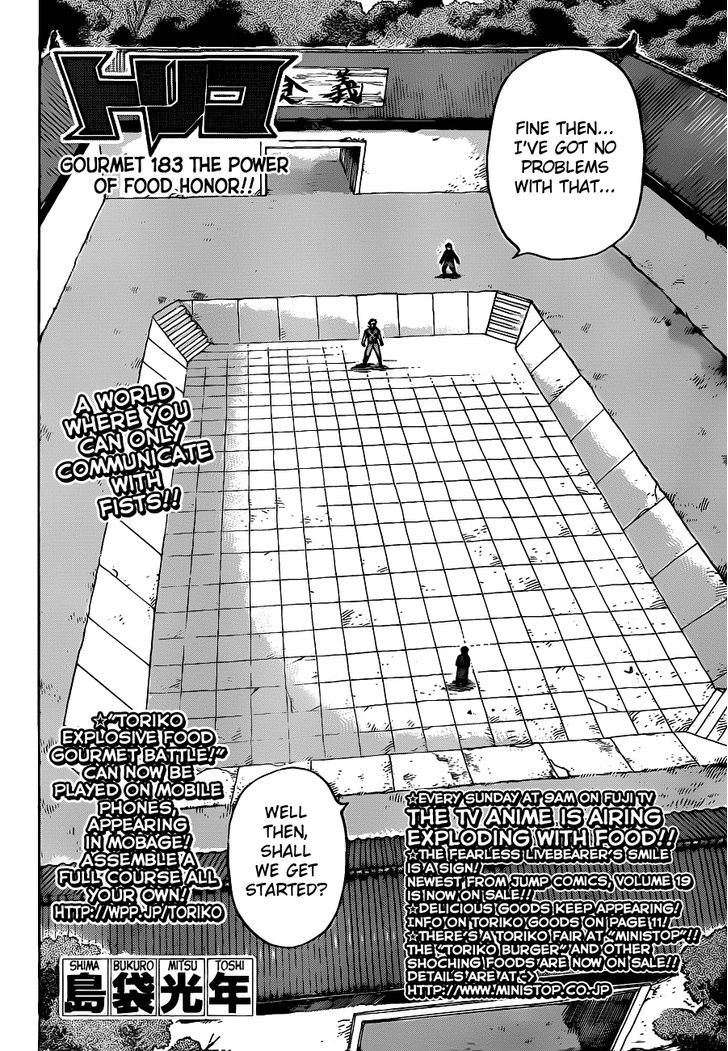 トリコ
GOURMET 183 THE POWER
OF FOOD HONOR!!
義
FINE THEN...
I'VE GOT NO
PROBLEMS
WITH THAT...
A WORLD
WHERE YOU
CAN ONLY
COMMUNICATE
WITH
FISTS!!
☆"TORIKO
EXPLOSIVE FOOD
GOURMET BATTLE!"
CAN NOW BE
PLAYED ON MOBILE
PHONES,
APPEARING
IN MOBAGE!
ASSEMBLE A
FULL COURSE ALL
YOUR OWN!
HTTP://WPP.JP/TORIKO
WELL
THEN,
SHALL
WE GET
STARTED?
☆EVERY SUNDAY AT 9AM ON FUJI TV
THE TV ANIME IS AIRING
EXPLODING WITH FOOD!!
☆THE FEARLESS LIVEBEARER'S SMILE
IS A SIGN!
NEWEST FROM JUMP COMICS, VOLUME 19
IS NOW ON SALE!!
☆DELICIOUS GOODS KEEP APPEARING!
INFO ON TORIKO GOODS ON PAGE 11!
☆THERE'S A TORIKO FAIR AT "MINISTOP"!!
THE "TORIKO BURGER" AND OTHER
SHOCHING FOODS ARE NOW ON SALE!!
DETAILS ARE AT ->
HTTP://WWW.MINISTOP.CO.JP
SHIMA BUKURO MITSU TOSHI
島袋光年